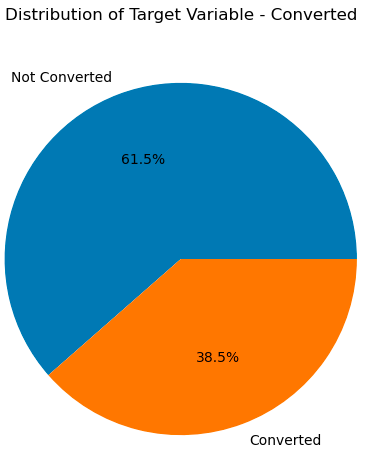 Distribution of Target Variable - Converted
Not Converted
61.5%
38.5%
Converted